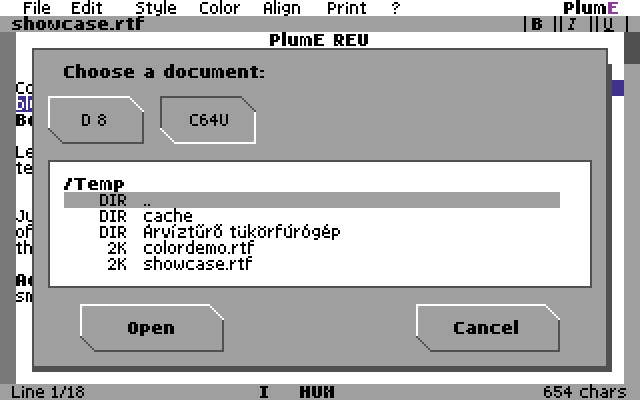 File Edit Style Color Align Print ? PlumE
showcase.rtf B I U
PlumE REU
Choose a document:
D 8 C64U
/Temp
DIR ..
DIR cache
DIR Árvíztűrő tükörfúrógép
2K colordemo.rtf
2K showcase.rtf
Open Cancel
Line 1/18 I HUN 654 chars